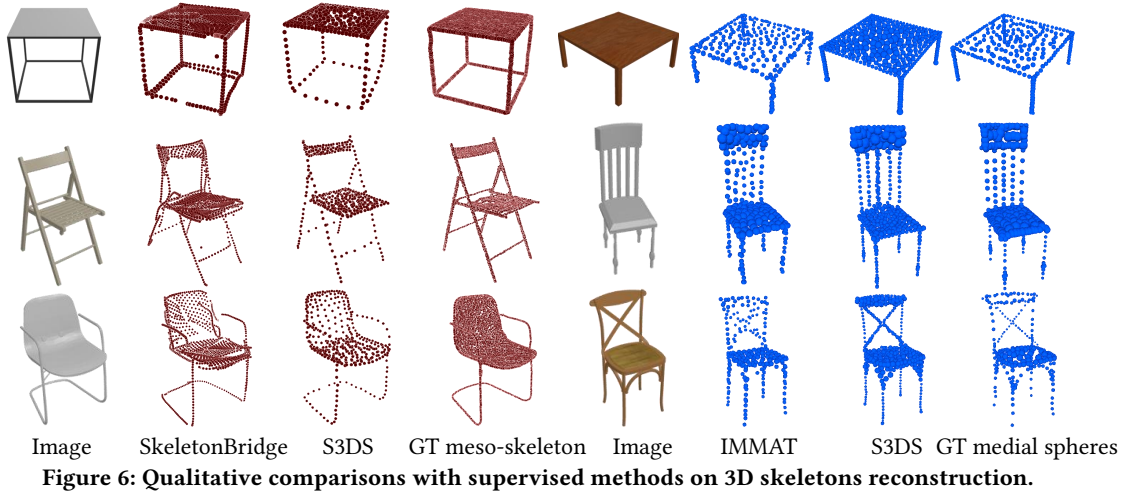 Image SkeletonBridge S3DS GT meso-skeleton Image IMMAT S3DS GT medial spheres
Figure 6: Qualitative comparisons with supervised methods on 3D skeletons reconstruction.